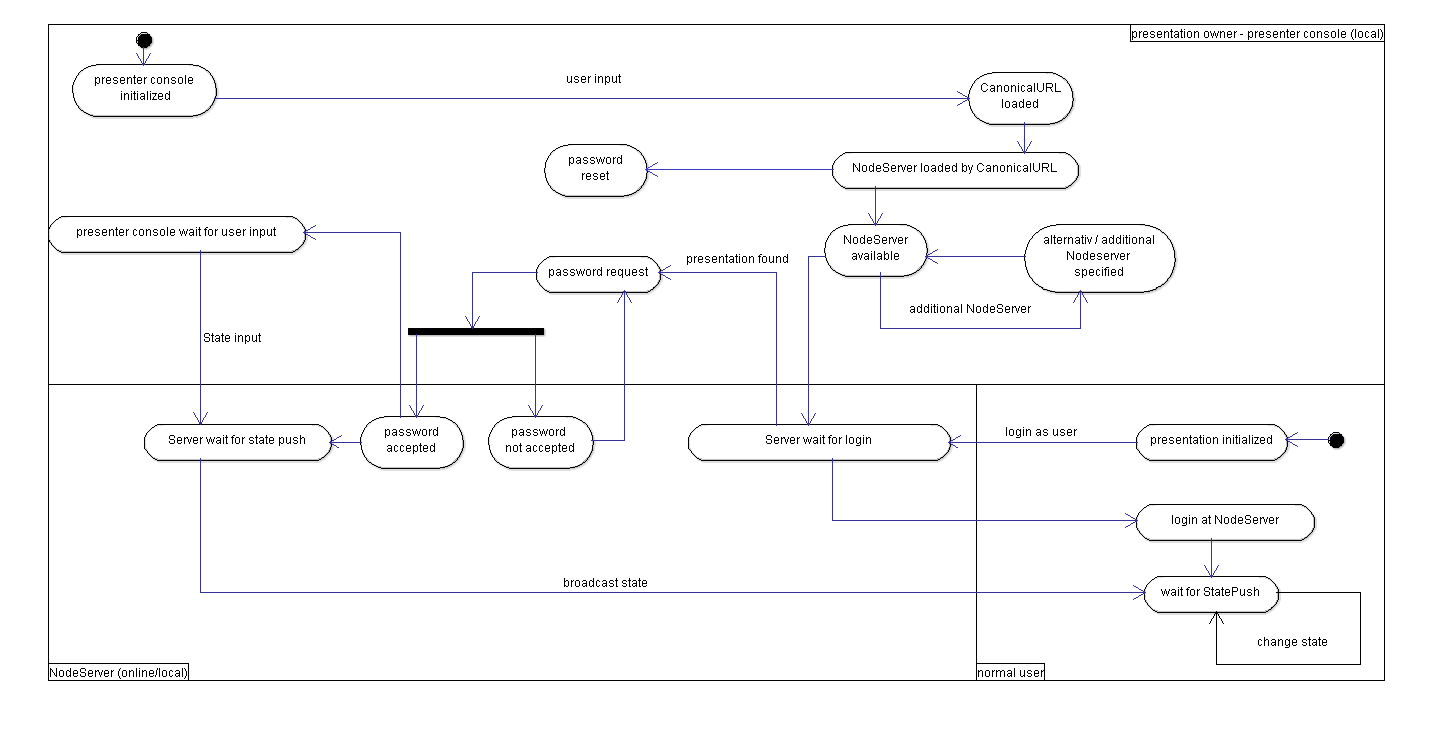 presentation owner - presenter console (local)
presenter console
initialized
user input
CanonicalURL
loaded
password
reset
NodeServer loaded by CanonicalURL
presenter console wait for user input
NodeServer
available
alternativ / additional
Nodeserver
specified
presentation found
password request
additional NodeServer
State input
Server wait for state push
password
accepted
password
not accepted
Server wait for login
login as user
presentation initialized
login at NodeServer
broadcast state
wait for StatePush
change state
NodeServer (online/local)
normal user